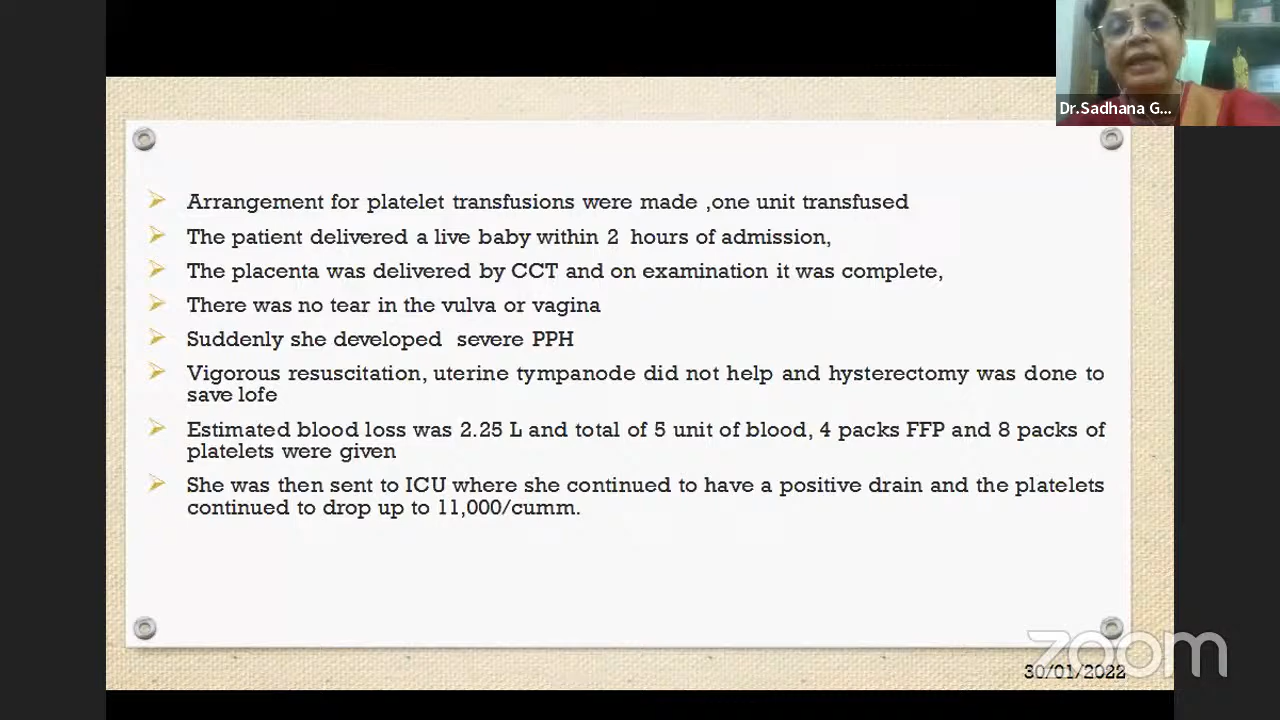 Dr.Sadhana G...
Arrangement for platelet transfusions were made ,one unit transfused
The patient delivered a live baby within 2 hours of admission,
The placenta was delivered by CCT and on examination it was complete,
There was no tear in the vulva or vagina
Suddenly she developed severe PPH
Vigorous resuscitation, uterine tympanode did not help and hysterectomy was done to
save lofe
Estimated blood loss was 2.25 L and total of 5 unit of blood, 4 packs FFP and 8 packs of
platelets were given
She was then sent to ICU where she continued to have a positive drain and the platelets
continued to drop up to 11,000/cumm.
zoom
30/01/2022